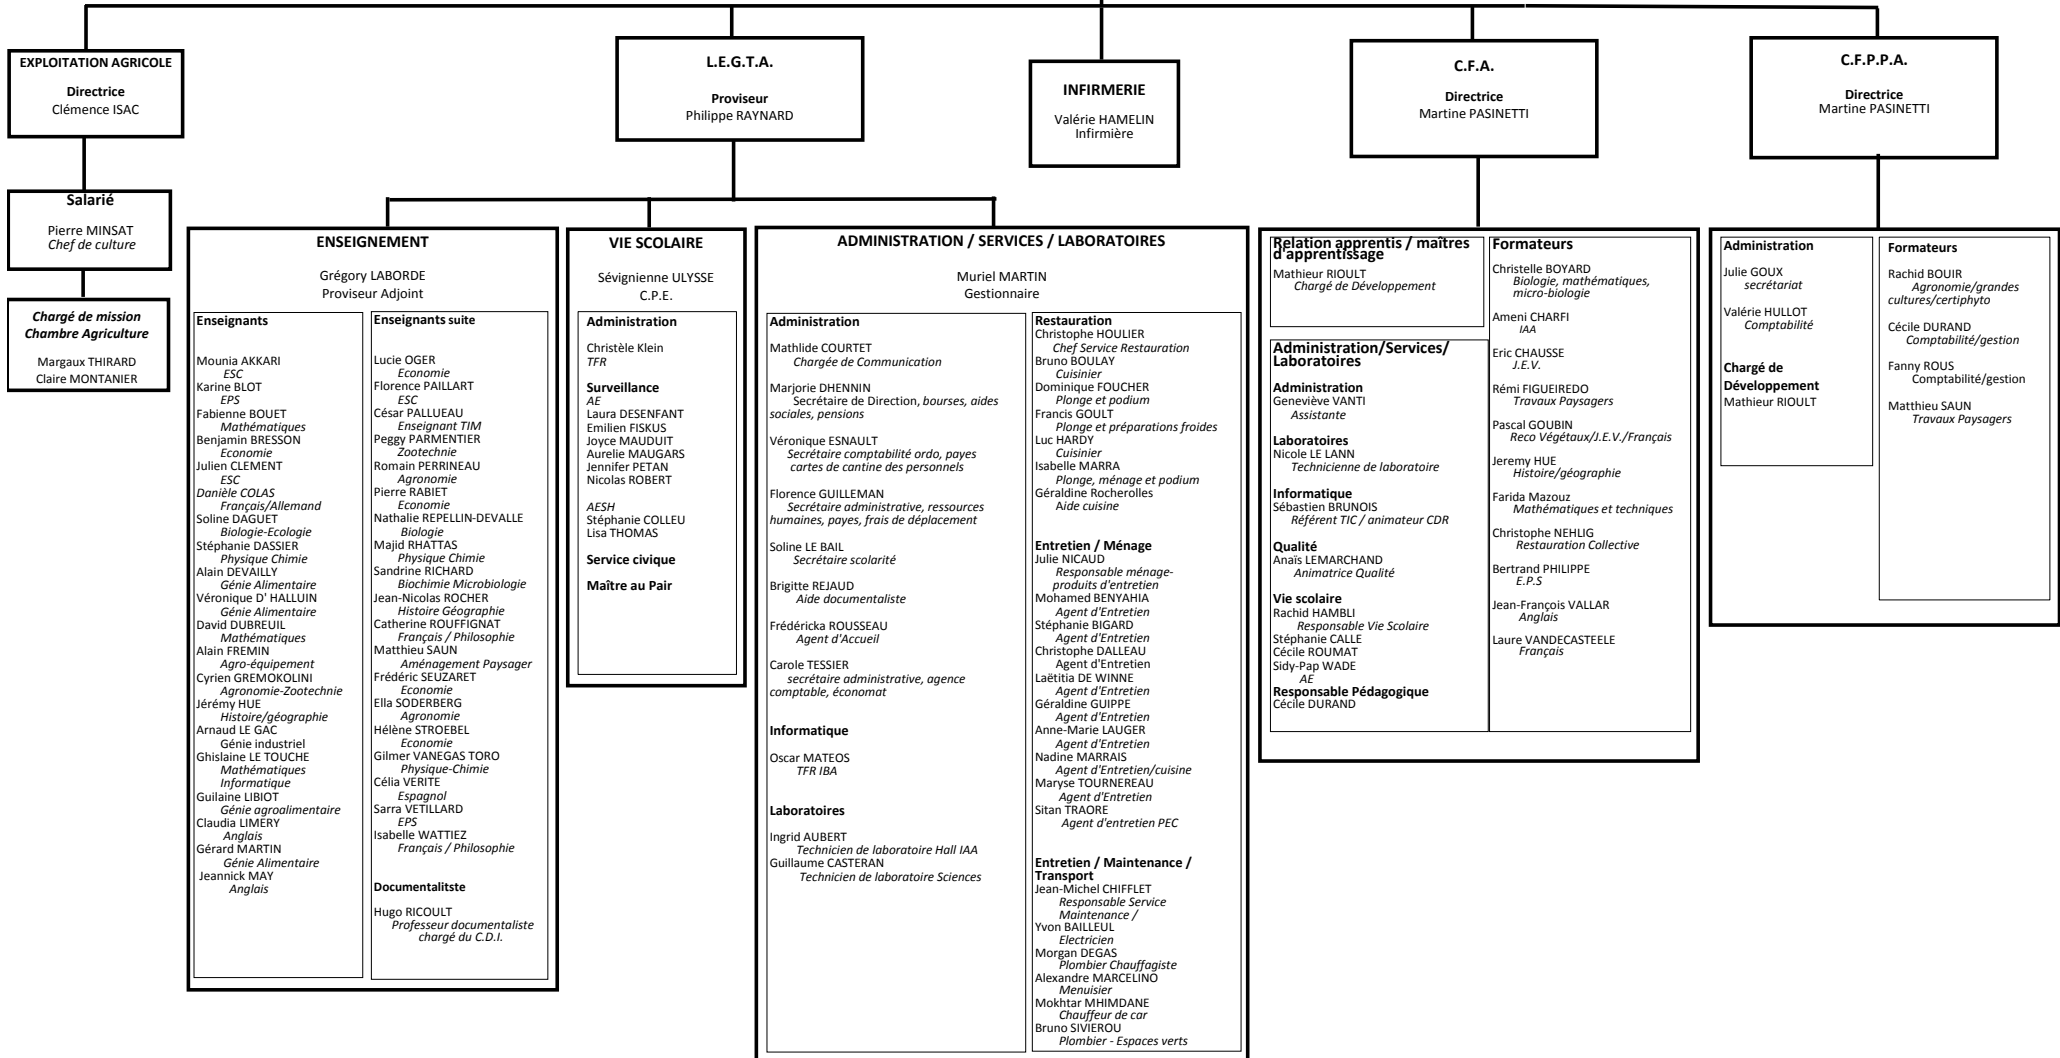 EXPLOITATION AGRICOLE
Directrice
Clémence ISAC
Salarié
Pierre MINSAT
Chef de culture
Chargé de mission
Chambre Agriculture
Margaux THIRARD
Claire MONTANIER
L.E.G.T.A.
Proviseur
Philippe RAYNARD
ENSEIGNEMENT
Grégory LABORDE
Proviseur Adjoint
Enseignants
Mounia AKKARI
ESC
Karine BLOT
EPS
Fabienne BOUET
Mathématiques
Benjamin BRESSON
Economie
Julien CLEMENT
ESC
Danièle COLAS
Français/Allemand
Soline DAGUET
Biologie-Ecologie
Stéphanie DASSIER
Physique Chimie
Alain DEVAILLY
Génie Alimentaire
Véronique D' HALLUIN
Génie Alimentaire
David DUBREUIL
Mathématiques
Alain FREMIN
Agro-équipement
Cyrien GREMOKOLINI
Agronomie-Zootechnie
Jérémy HUE
Histoire/géographie
Arnaud LE GAC
Génie industriel
Ghislaine LE TOUCHE
Mathématiques
Informatique
Guilaine LIBIOT
Génie agroalimentaire
Claudia LIMERY
Anglais
Gérard MARTIN
Génie Alimentaire
Jeannick MAY
Anglais
Enseignants suite
Lucie OGER
Economie
Florence PAILLART
ESC
César PALLUEAU
Enseignant TIM
Peggy PARMENTIER
Zootechnie
Romain PERRINEAU
Agronomie
Pierre RABIET
Economie
Nathalie REPELLIN-DEVALLE
Biologie
Majid RHATTAS
Physique Chimie
Sandrine RICHARD
Biochimie Microbiologie
Jean-Nicolas ROCHER
Histoire Géographie
Catherine ROUFFIGNAT
Français / Philosophie
Matthieu SAUN
Aménagement Paysager
Frédéric SEUZARET
Economie
Ella SODERBERG
Agronomie
Hélène STROEBEL
Economie
Gilmer VANEGAS TORO
Physique-Chimie
Célia VERITE
Espagnol
Sarra VETILLARD
EPS
Isabelle WATTIEZ
Français / Philosophie
Documentalitste
Hugo RICOULT
Professeur documentaliste
chargé du C.D.I.
VIE SCOLAIRE
Sévignienne ULYSSE
C.P.E.
Administration
Christèle Klein
TFR
Surveillance
AE
Laura DESENFANT
Emilien FISKUS
Joyce MAUDUIT
Aurelie MAUGARS
Jennifer PETAN
Nicolas ROBERT
AESH
Stéphanie COLLEU
Lisa THOMAS
Service civique
Maître au Pair
ADMINISTRATION / SERVICES / LABORATOIRES
Muriel MARTIN
Gestionnaire
Administration
Mathlide COURTET
Chargée de Communication
Marjorie DHENNIN
Secrétaire de Direction, bourses, aides
sociales, pensions
Véronique ESNAULT
Secrétaire comptabilité ordo, payes
cartes de cantine des personnels
Florence GUILLEMAN
Secrétaire administrative, ressources
humaines, payes, frais de déplacement
Soline LE BAIL
Secrétaire scolarité
Brigitte REJAUD
Aide documentaliste
Frédéricka ROUSSEAU
Agent d'Accueil
Carole TESSIER
secrétaire administrative, agence
comptable, économat
Informatique
Oscar MATEOS
TFR IBA
Laboratoires
Ingrid AUBERT
Technicien de laboratoire Hall IAA
Guillaume CASTERAN
Technicien de laboratoire Sciences
Restauration
Christophe HOULIER
Chef Service Restauration
Bruno BOULAY
Cuisinier
Dominique FOUCHER
Plonge et podium
Francis GOULT
Plonge et préparations froides
Luc HARDY
Cuisinier
Isabelle MARRA
Plonge, ménage et podium
Géraldine Rocherolles
Aide cuisine
Entretien / Ménage
Julie NICAUD
Responsable ménage-
produits d'entretien
Mohamed BENYAHIA
Agent d'Entretien
Stéphanie BIGARD
Agent d'Entretien
Christophe DALLEAU
Agent d'Entretien
Laëtitia DE WINNE
Agent d'Entretien
Géraldine GUIPPE
Agent d'Entretien
Anne-Marie LAUGER
Agent d'Entretien
Nadine MARRAIS
Agent d'Entretien/cuisine
Maryse TOURNEREAU
Agent d'Entretien
Sitan TRAORE
Agent d'entretien PEC
Entretien / Maintenance /
Transport
Jean-Michel CHIFFLET
Responsable Service
Maintenance /
Yvon BAILLEUL
Electricien
Morgan DEGAS
Plombier Chauffagiste
Alexandre MARCELINO
Menuisier
Mokhtar MHIMDANE
Chauffeur de car
Bruno SIVIEROU
Plombier - Espaces verts
INFIRMERIE
Valérie HAMELIN
Infirmière
C.F.A.
Directrice
Martine PASINETTI
Relation apprentis / maîtres
d'apprentissage
Mathieur RIOULT
Chargé de Développement
Administration/Services/
Laboratoires
Administration
Geneviève VANTI
Assistante
Laboratoires
Nicole LE LANN
Technicienne de laboratoire
Informatique
Sébastien BRUNOIS
Référent TIC / animateur CDR
Qualité
Anaïs LEMARCHAND
Animatrice Qualité
Vie scolaire
Rachid HAMBLI
Responsable Vie Scolaire
Stéphanie CALLE
Cécile ROUMAT
Sidy-Pap WADE
AE
Responsable Pédagogique
Cécile DURAND
Formateurs
Christelle BOYARD
Biologie, mathématiques,
micro-biologie
Ameni CHARFI
IAA
Eric CHAUSSE
J.E.V.
Rémi FIGUEIREDO
Travaux Paysagers
Pascal GOUBIN
Reco Végétaux/J.E.V./Français
Jeremy HUE
Histoire/géographie
Farida Mazouz
Mathématiques et techniques
Christophe NEHLIG
Restauration Collective
Bertrand PHILIPPE
E.P.S
Jean-François VALLAR
Anglais
Laure VANDECASTEELE
Français
C.F.P.P.A.
Directrice
Martine PASINETTI
Administration
Julie GOUX
secrétariat
Valérie HULLOT
Comptabilité
Chargé de
Développement
Mathieur RIOULT
Formateurs
Rachid BOUIR
Agronomie/grandes
cultures/certiphyto
Cécile DURAND
Comptabilité/gestion
Fanny ROUS
Comptabilité/gestion
Matthieu SAUN
Travaux Paysagers